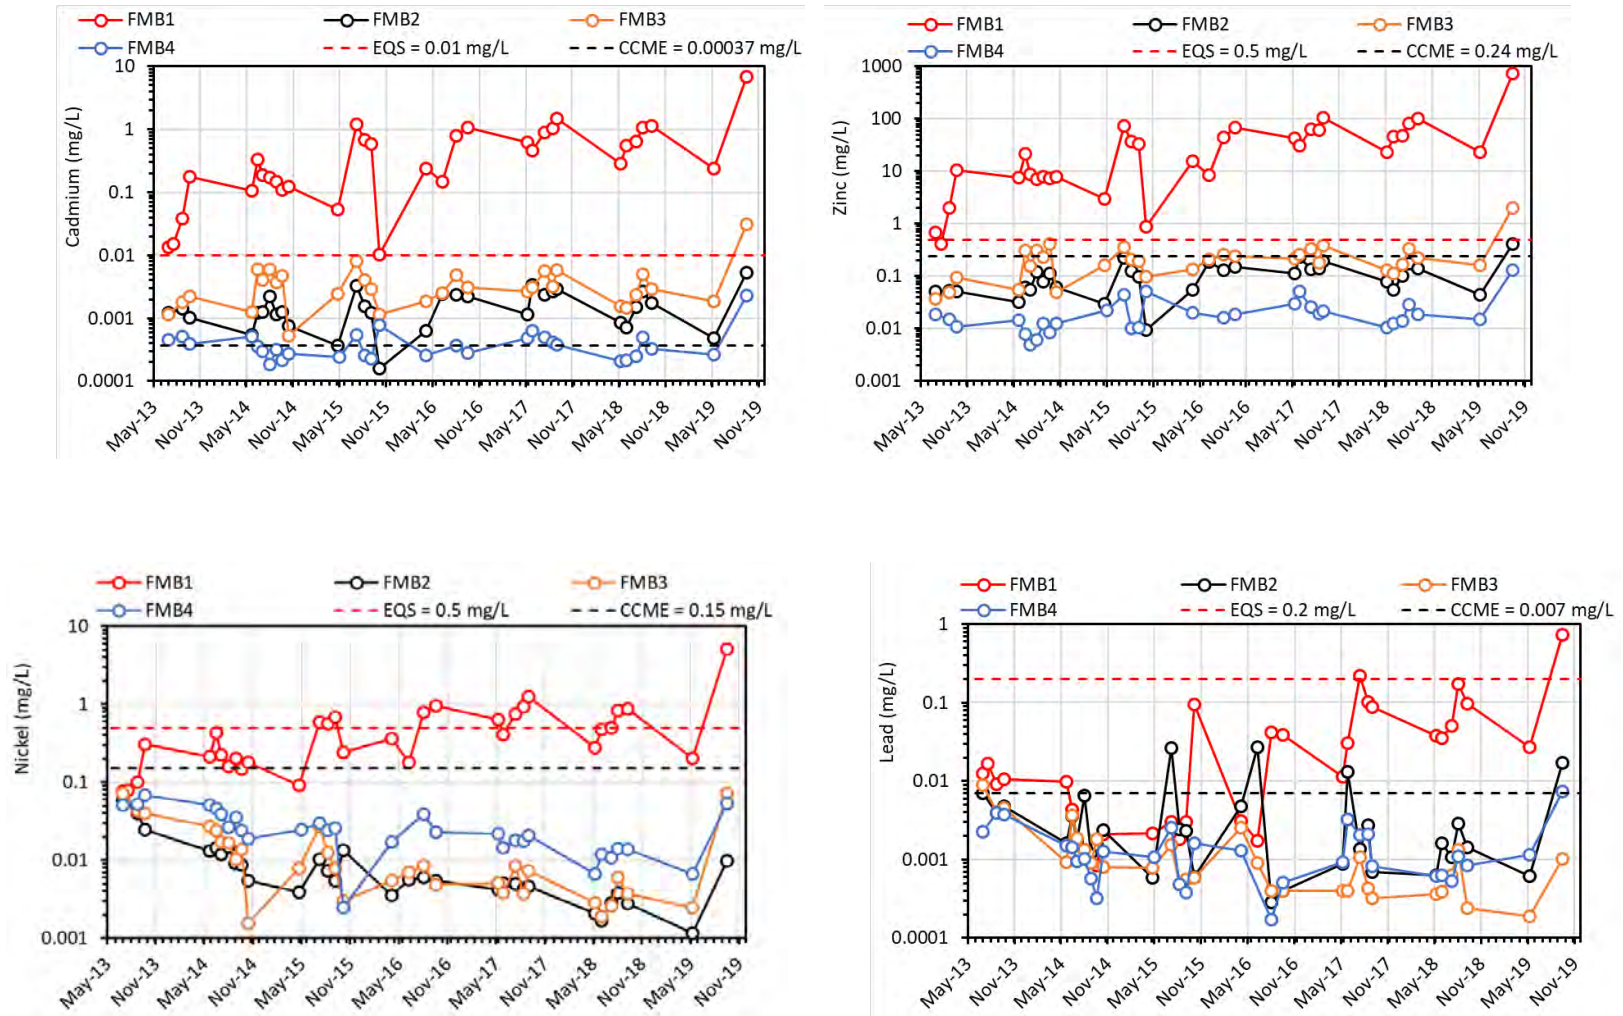 FMB1 FMB2 FMB3
FMB4 EQS = 0.01 mg/L CCME = 0.00037 mg/L
Cadmium (mg/L)
10
1
0.1
0.01
0.001
0.0001
May-13 Nov-13 May-14 Nov-14 May-15 Nov-15 May-16 Nov-16 May-17 Nov-17 May-18 Nov-18 May-19 Nov-19
FMB1 FMB2 FMB3
FMB4 EQS = 0.5 mg/L CCME = 0.24 mg/L
Zinc (mg/L)
1000
100
10
1
0.1
0.01
0.001
May-13 Nov-13 May-14 Nov-14 May-15 Nov-15 May-16 Nov-16 May-17 Nov-17 May-18 Nov-18 May-19 Nov-19
FMB1 FMB2 FMB3
FMB4 EQS = 0.5 mg/L CCME = 0.15 mg/L
Nickel (mg/L)
10
1
0.1
0.01
0.001
May-13 Nov-13 May-14 Nov-14 May-15 Nov-15 May-16 Nov-16 May-17 Nov-17 May-18 Nov-18 May-19 Nov-19
FMB1 FMB2 FMB3
FMB4 EQS = 0.2 mg/L CCME = 0.007 mg/L
Lead (mg/L)
1
0.1
0.01
0.001
0.0001
May-13 Nov-13 May-14 Nov-14 May-15 Nov-15 May-16 Nov-16 May-17 Nov-17 May-18 Nov-18 May-19 Nov-19